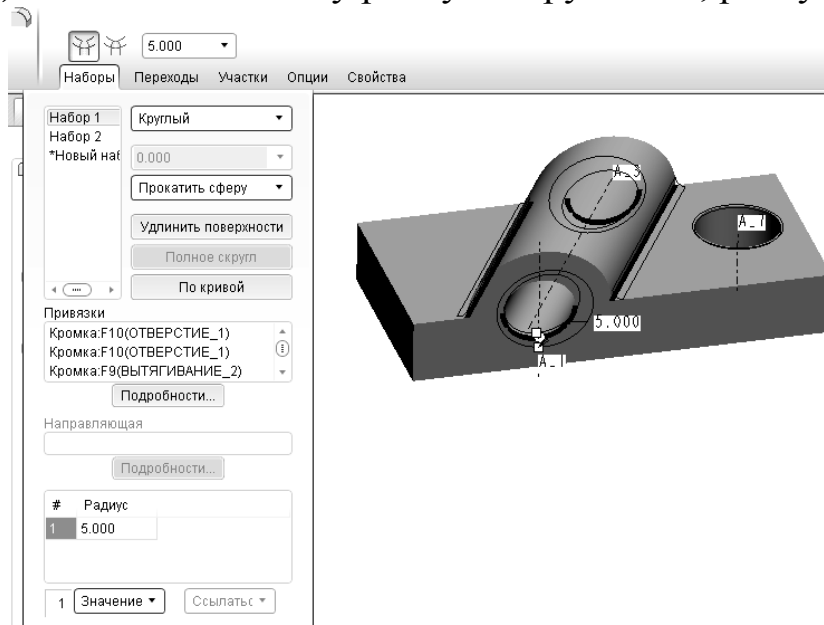 5.000
Наборы Переходы Участки Опции Свойства
Набор 1
Набор 2
*Новый наб
Круглый
0.000
Прокатить сферу
Удлинить поверхности
Полное скругл
По кривой
Привязки
Кромка:F10(ОТВЕРСТИЕ_1)
Кромка:F10(ОТВЕРСТИЕ_1)
Кромка:F9(ВЫТЯГИВАНИЕ_2)
Подробности...
Направляющая
Подробности...
# Радиус
1 5.000
1 Значение Ссылатьс
A_3
A_7
5.000
A_1